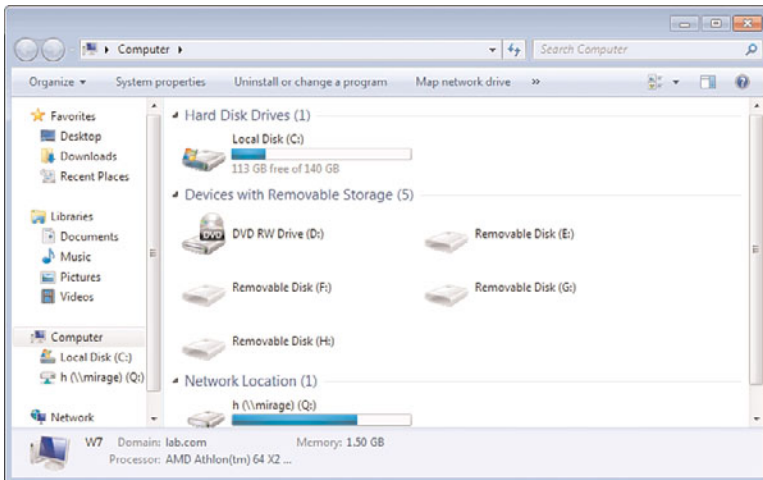 Computer
Search Computer
Organize
System properties
Uninstall or change a program
Map network drive
»
Favorites
Desktop
Downloads
Recent Places
Libraries
Documents
Music
Pictures
Videos
Computer
Local Disk (C:)
h (\\mirage) (Q:)
Network
Hard Disk Drives (1)
Local Disk (C:)
113 GB free of 140 GB
Devices with Removable Storage (5)
DVD
DVD RW Drive (D:)
Removable Disk (E:)
Removable Disk (F:)
Removable Disk (G:)
Removable Disk (H:)
Network Location (1)
h (\\mirage) (Q:)
W7 Domain: lab.com Memory: 1.50 GB
Processor: AMD Athlon(tm) 64 X2 ...